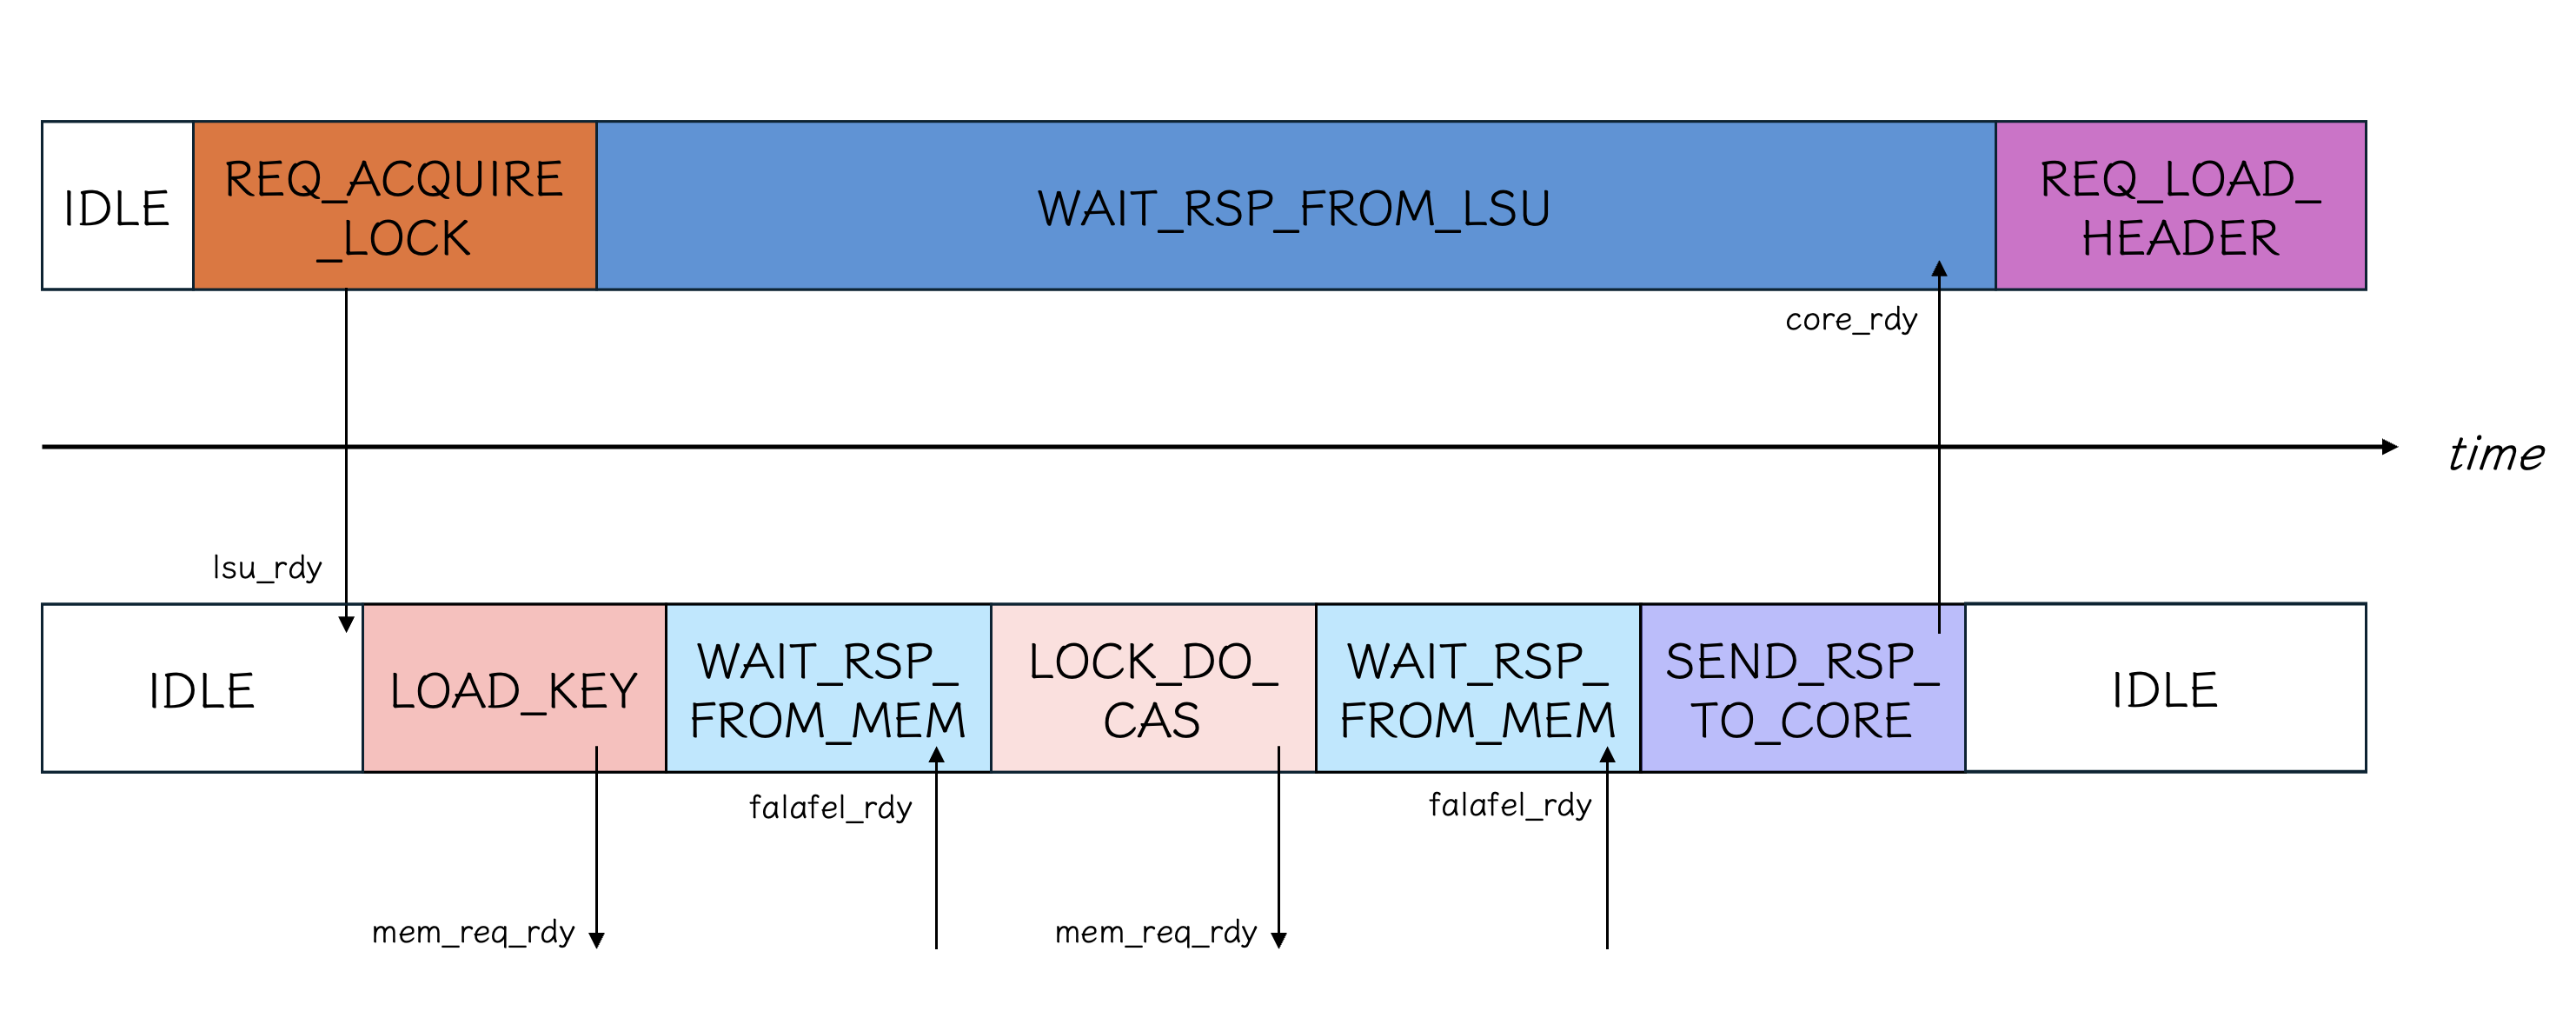 IDLE
REQ_ACQUIRE
_LOCK
WAIT_RSP_FROM_LSU
REQ_LOAD_
HEADER
core_rdy
time
lsu_rdy
IDLE
LOAD_KEY
WAIT_RSP_
FROM_MEM
LOCK_DO_
CAS
WAIT_RSP_
FROM_MEM
SEND_RSP_
TO_CORE
IDLE
falafel_rdy
falafel_rdy
mem_req_rdy
mem_req_rdy